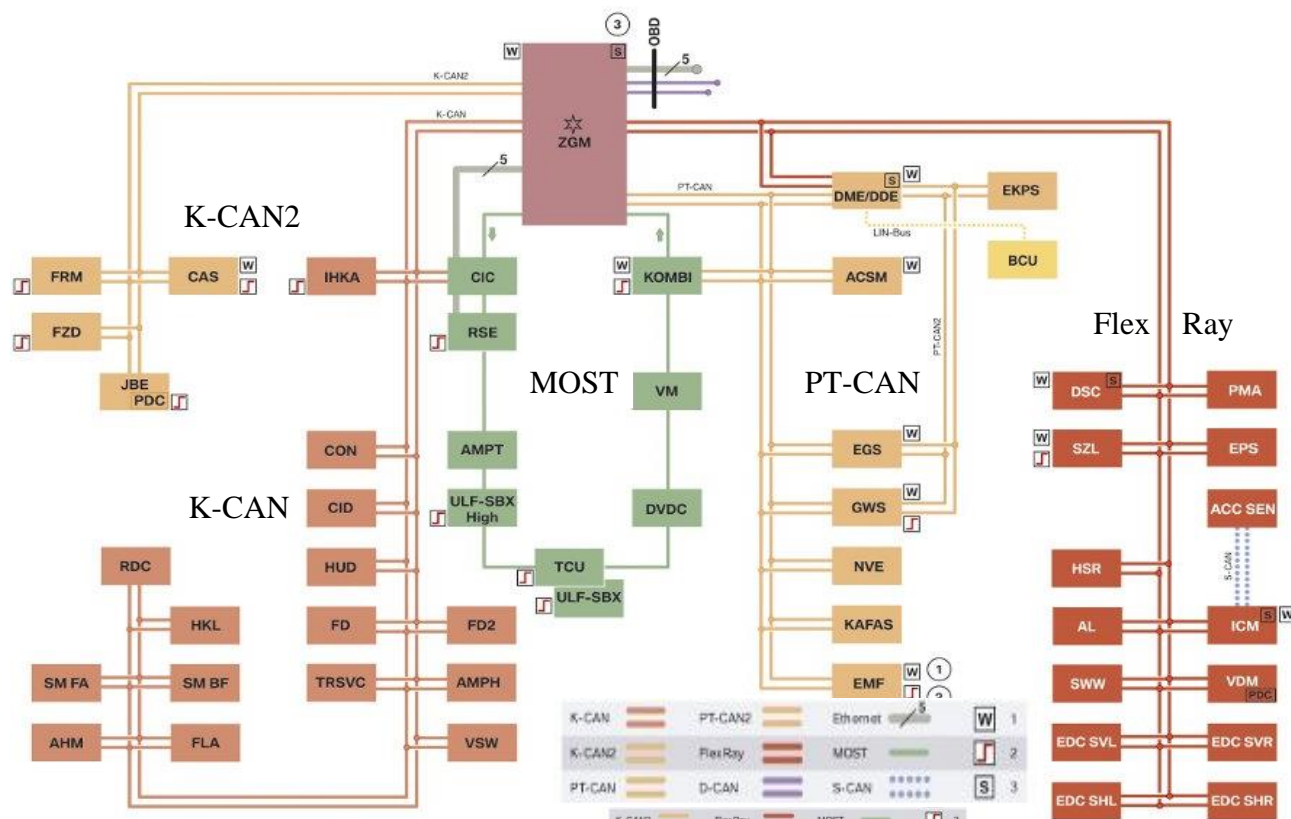 3
W
S
OBD
5
K-CAN2
K-CAN
ZGM
5
PT-CAN
S
W
DME/DDE
EKPS
LIN-Bus
BCU
K-CAN2
FRM
CAS
W
IHKA
CIC
W
KOMBI
ACSM
W
FZD
RSE
PT-CAN2
Flex Ray
JBE
PDC
MOST
VM
PT-CAN
W
DSC
S
PMA
CON
AMPT
EGS
W
W
SZL
EPS
K-CAN
CID
ULF-SBX
High
DVDC
GWS
W
ACC SEN
S-CAN
RDC
HUD
TCU
ULF-SBX
NVE
HSR
HKL
FD
FD2
KAFAS
AL
ICM
S
W
SM FA
SM BF
TRSVC
AMPH
EMF
W
1
SWW
VDM
PDC
AHM
FLA
VSW
EDC SVL
EDC SVR
EDC SHL
EDC SHR
K-CAN
PT-CAN2
Ethernet
5
W
1
K-CAN2
FlexRay
MOST
2
PT-CAN
D-CAN
S-CAN
S
3